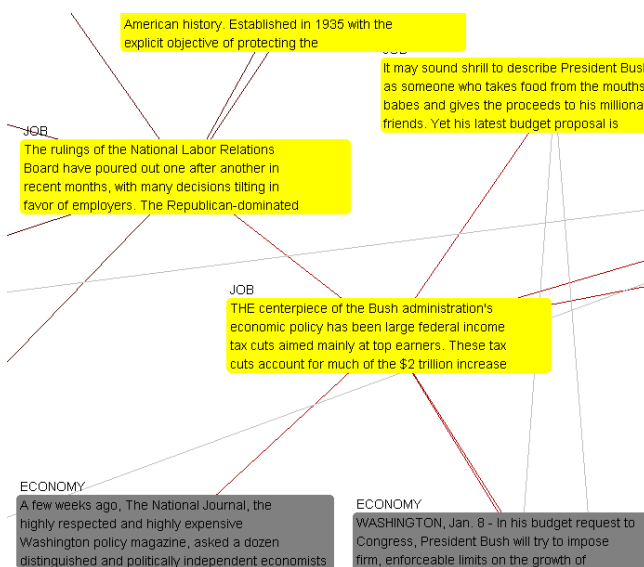 American history. Established in 1935 with the
explicit objective of protecting the
JOB
It may sound shrill to describe President Bush
as someone who takes food from the mouths
babes and gives the proceeds to his
friends. Yet his latest budget proposal is
JOB
The rulings of the National Labor Relations
Board have poured out one after another in
recent months, with many decisions tilting in
favor of employers. The Republican-dominated
JOB
THE centerpiece of the Bush administration's
economic policy has been large federal income
tax cuts aimed mainly at top earners. These tax
cuts account for much of the $2 trillion increase
ECONOMY
A few weeks ago, The National Journal, the
highly respected and highly expensive
Washington policy magazine, asked a dozen
distinguished and politically independent economists
ECONOMY
WASHINGTON, Jan. 8 - In his budget request to
Congress, President Bush will try to impose
firm, enforceable limits on the growth of